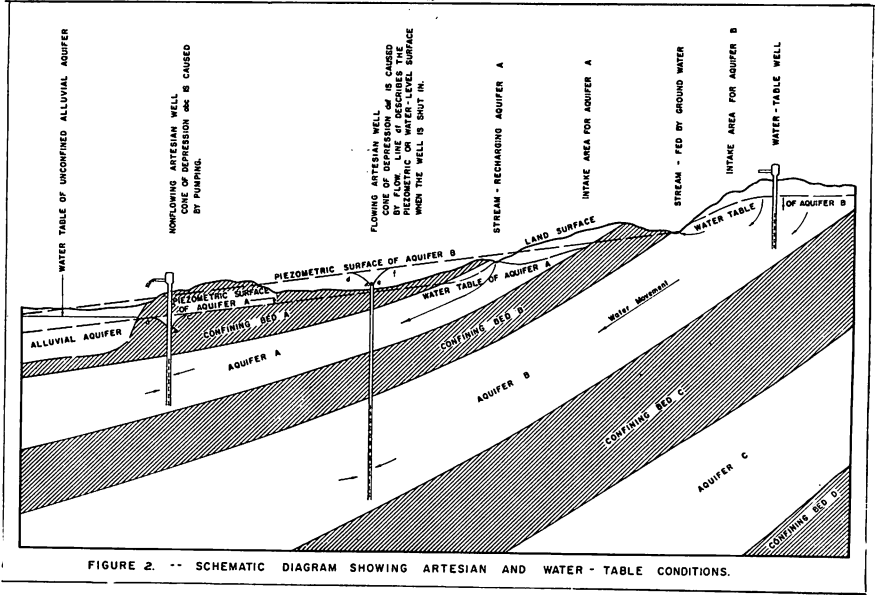 WATER TABLE OF UNCONFINED ALLUVIAL AQUIFER
NONFLOWING ARTESIAN WELL
CONE OF DEPRESSION abc IS CAUSED
BY PUMPING.
FLOWING ARTESIAN WELL
CONE OF DEPRESSION def IS CAUSED
BY FLOW. LINE df DESCRIBES THE
PIEZOMETRIC OR WATER-LEVEL SURFACE
WHEN THE WELL IS SHUT IN.
STREAM - RECHARGING AQUIFER A
INTAKE AREA FOR AQUIFER A
STREAM - FED BY GROUND WATER
INTAKE AREA FOR AQUIFER B
WATER-TABLE WELL
LAND SURFACE
WATER TABLE OF AQUIFER B
PIEZOMETRIC SURFACE OF AQUIFER B
d e f
PIEZOMETRIC SURFACE
OF AQUIFER A
WATER TABLE OF AQUIFER A
ALLUVIAL AQUIFER
CONFINING BED A
CONFINING BED D
Water Movement
AQUIFER A
AQUIFER B
CONFINING BED C
AQUIFER C
CONFINING BED D
FIGURE 2. -- SCHEMATIC DIAGRAM SHOWING ARTESIAN AND WATER - TABLE CONDITIONS.